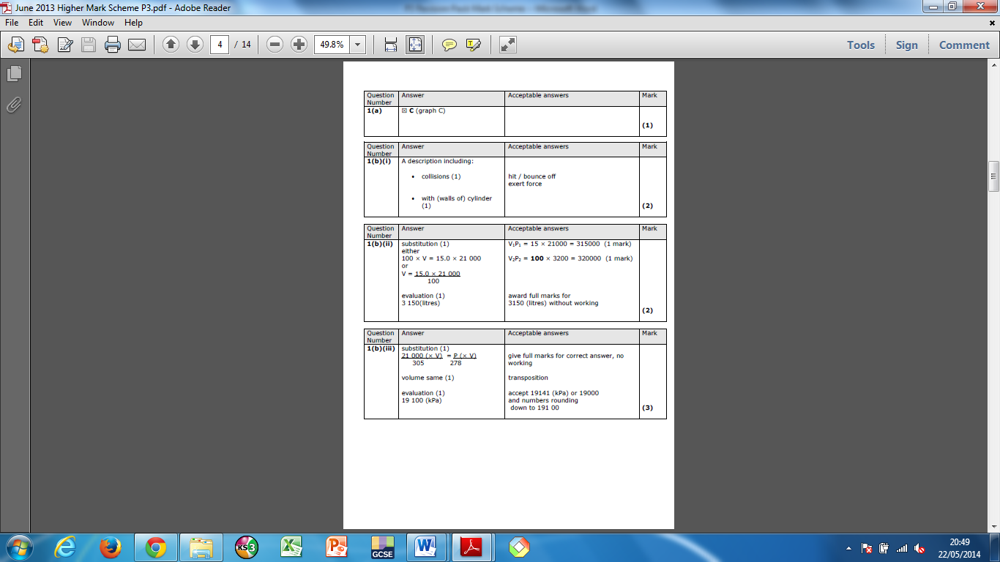 June 2013 Higher Mark Scheme P3.pdf - Adobe Reader
File Edit View Window Help
4 / 14 49.8% Tools Sign Comment
Question Number Answer Acceptable answers Mark
1(a) ☒ C (graph C)
(1)
Question Number Answer Acceptable answers Mark
1(b)(i) A description including:
• collisions (1) hit / bounce off
exert force
• with (walls of) cylinder
(1) (2)
Question Number Answer Acceptable answers Mark
1(b)(ii) substitution (1) V₁P₁ = 15 × 21000 = 315000 (1 mark)
either
100 × V = 15.0 × 21 000 V₂P₂ = 100 × 3200 = 320000 (1 mark)
or
V = 15.0 × 21 000
100
evaluation (1) award full marks for
3 150(litres) 3150 (litres) without working
(2)
Question Number Answer Acceptable answers Mark
1(b)(iii) substitution (1)
21 000 (× V) = P (× V) give full marks for correct answer, no
305 278 working
volume same (1) transposition
evaluation (1) accept 19141 (kPa) or 19000
19 100 (kPa) and numbers rounding
down to 191 00 (3)
KS3 GCSE
20:49
22/05/2014